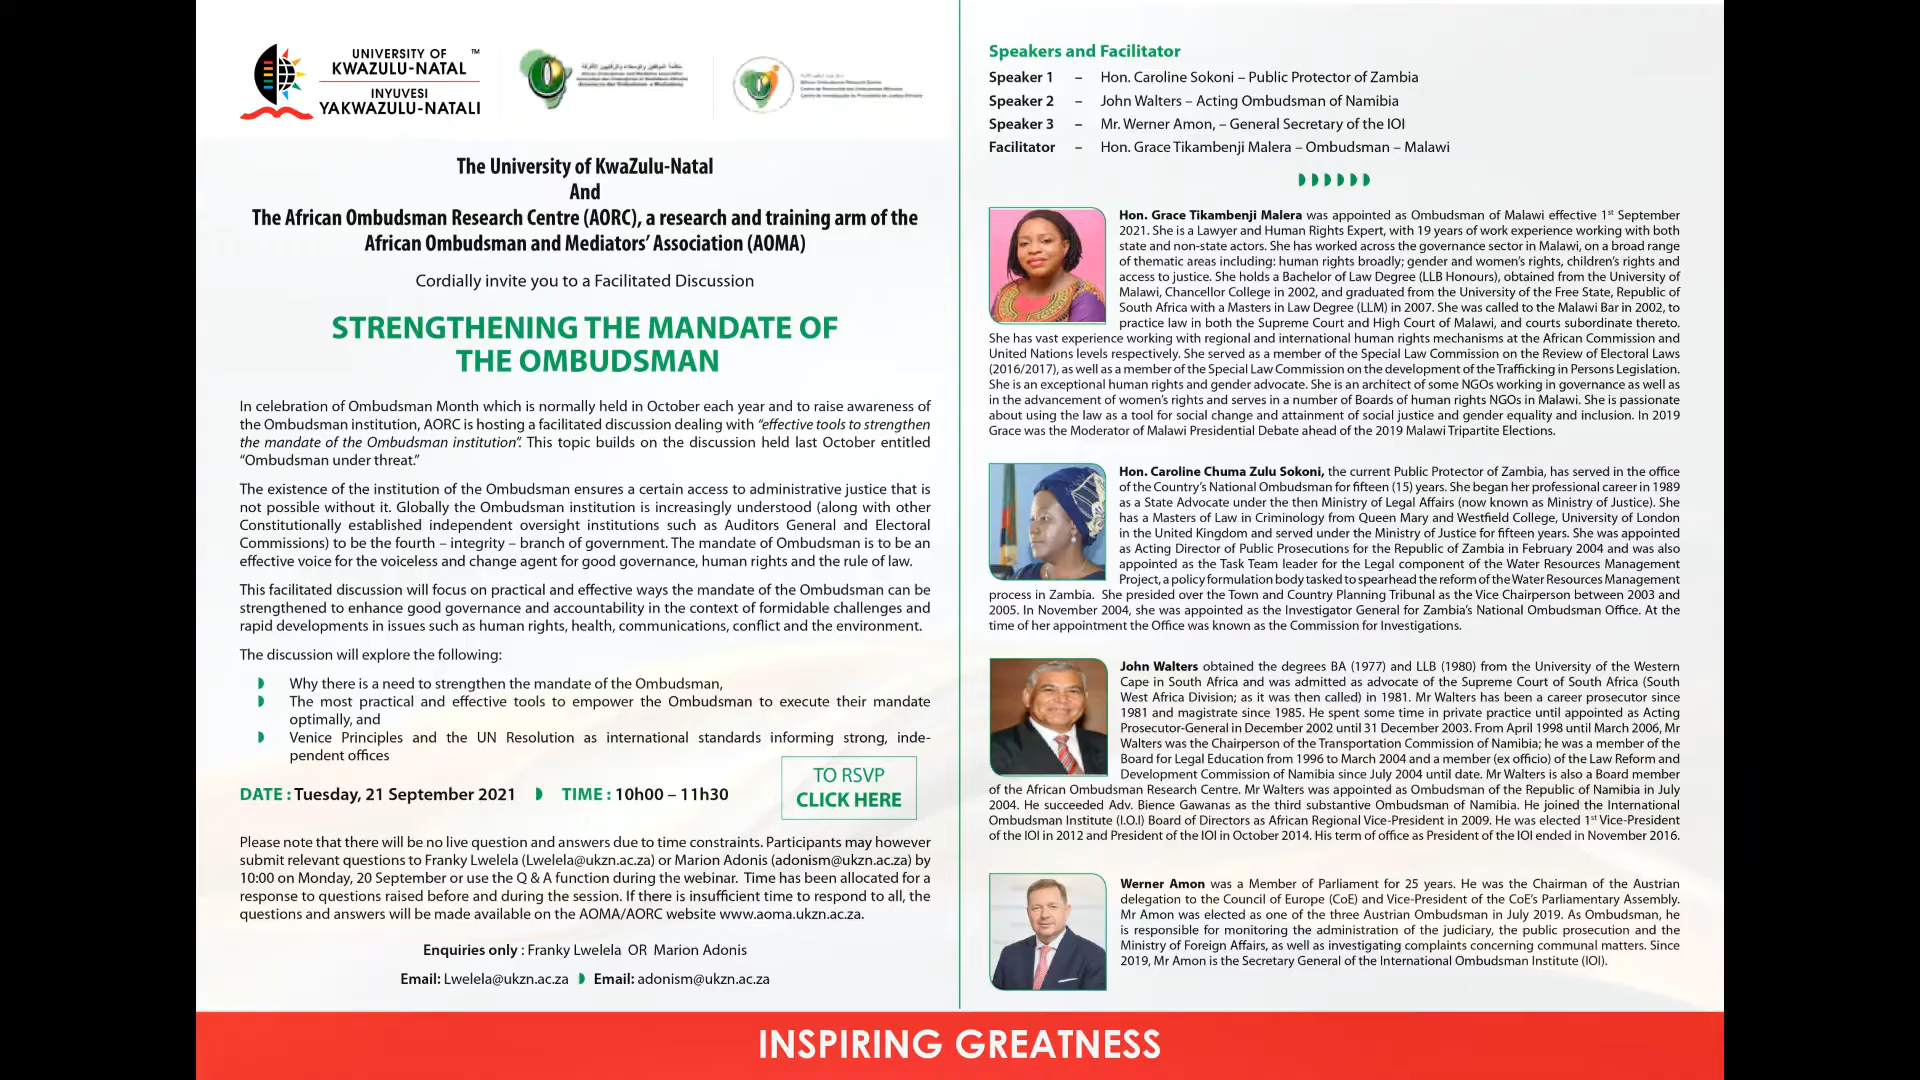 UNIVERSITY OF
KWAZULU-NATAL
™
INYUVESI
YAKWAZULU-NATALI
The University of KwaZulu-Natal
And
The African Ombudsman Research Centre (AORC), a research and training arm of the
African Ombudsman and Mediators' Association (AOMA)
Cordially invite you to a Facilitated Discussion
STRENGTHENING THE MANDATE OF
THE OMBUDSMAN
In celebration of Ombudsman Month which is normally held in October each year and to raise awareness of
the Ombudsman institution, AORC is hosting a facilitated discussion dealing with “effective tools to strengthen
the mandate of the Ombudsman institution”. This topic builds on the discussion held last October entitled
“Ombudsman under threat.”
The existence of the institution of the Ombudsman ensures a certain access to administrative justice that is
not possible without it. Globally the Ombudsman institution is increasingly understood (along with other
Constitutionally established independent oversight institutions such as Auditors General and Electoral
Commissions) to be the fourth – integrity – branch of government. The mandate of Ombudsman is to be an
effective voice for the voiceless and change agent for good governance, human rights and the rule of law.
This facilitated discussion will focus on practical and effective ways the mandate of the Ombudsman can be
strengthened to enhance good governance and accountability in the context of formidable challenges and
rapid developments in issues such as human rights, health, communications, conflict and the environment.
The discussion will explore the following:
Why there is a need to strengthen the mandate of the Ombudsman,
The most practical and effective tools to empower the Ombudsman to execute their mandate
optimally, and
Venice Principles and the UN Resolution as international standards informing strong, inde-
pendent offices
TO RSVP
CLICK HERE
DATE : Tuesday, 21 September 2021 TIME : 10h00 – 11h30
Please note that there will be no live question and answers due to time constraints. Participants may however
submit relevant questions to Franky Lwelela (Lwelela@ukzn.ac.za) or Marion Adonis (adonism@ukzn.ac.za) by
10:00 on Monday, 20 September or use the Q & A function during the webinar. Time has been allocated for a
response to questions raised before and during the session. If there is insufficient time to respond to all, the
questions and answers will be made available on the AOMA/AORC website www.aoma.ukzn.ac.za.
Enquiries only : Franky Lwelela OR Marion Adonis
Email: Lwelela@ukzn.ac.za Email: adonism@ukzn.ac.za
Speakers and Facilitator
Speaker 1 – Hon. Caroline Sokoni – Public Protector of Zambia
Speaker 2 – John Walters – Acting Ombudsman of Namibia
Speaker 3 – Mr. Werner Amon, – General Secretary of the IOI
Facilitator – Hon. Grace Tikambenji Malera – Ombudsman – Malawi
Hon. Grace Tikambenji Malera was appointed as Ombudsman of Malawi effective 1st September
2021. She is a Lawyer and Human Rights Expert, with 19 years of work experience working with both
state and non-state actors. She has worked across the governance sector in Malawi, on a broad range
of thematic areas including: human rights broadly; gender and women's rights, children's rights and
access to justice. She holds a Bachelor of Law Degree (LLB Honours), obtained from the University of
Malawi, Chancellor College in 2002, and graduated from the University of the Free State, Republic of
South Africa with a Masters in Law Degree (LLM) in 2007. She was called to the Malawi Bar in 2002, to
practice law in both the Supreme Court and High Court of Malawi, and courts subordinate thereto.
She has vast experience working with regional and international human rights mechanisms at the African Commission and
United Nations levels respectively. She served as a member of the Special Law Commission on the Review of Electoral Laws
(2016/2017), as well as a member of the Special Law Commission on the development of the Trafficking in Persons Legislation.
She is an exceptional human rights and gender advocate. She is an architect of some NGOs working in governance as well as
in the advancement of women's rights and serves in a number of Boards of human rights NGOs in Malawi. She is passionate
about using the law as a tool for social change and attainment of social justice and gender equality and inclusion. In 2019
Grace was the Moderator of Malawi Presidential Debate ahead of the 2019 Malawi Tripartite Elections.
Hon. Caroline Chuma Zulu Sokoni, the current Public Protector of Zambia, has served in the office
of the Country's National Ombudsman for fifteen (15) years. She began her professional career in 1989
as a State Advocate under the then Ministry of Legal Affairs (now known as Ministry of Justice). She
has a Masters of Law in Criminology from Queen Mary and Westfield College, University of London
in the United Kingdom and served under the Ministry of Justice for fifteen years. She was appointed
as Acting Director of Public Prosecutions for the Republic of Zambia in February 2004 and was also
appointed as the Task Team leader for the Legal component of the Water Resources Management
Project, a policy formulation body tasked to spearhead the reform of the Water Resources Management
process in Zambia. She presided over the Town and Country Planning Tribunal as the Vice Chairperson between 2003 and
2005. In November 2004, she was appointed as the Investigator General for Zambia's National Ombudsman Office. At the
time of her appointment the Office was known as the Commission for Investigations.
John Walters obtained the degrees BA (1977) and LLB (1980) from the University of the Western
Cape in South Africa and was admitted as advocate of the Supreme Court of South Africa (South
West Africa Division; as it was then called) in 1981. Mr Walters has been a career prosecutor since
1981 and magistrate since 1985. He spent some time in private practice until appointed as Acting
Prosecutor-General in December 2002 until 31 December 2003. From April 1998 until March 2006, Mr
Walters was the Chairperson of the Transportation Commission of Namibia; he was a member of the
Board for Legal Education from 1996 to March 2004 and a member (ex officio) of the Law Reform and
Development Commission of Namibia since July 2004 until date. Mr Walters is also a Board member
of the African Ombudsman Research Centre. Mr Walters was appointed as Ombudsman of the Republic of Namibia in July
2004. He succeeded Adv. Bience Gawanas as the third substantive Ombudsman of Namibia. He joined the International
Ombudsman Institute (I.O.I) Board of Directors as African Regional Vice-President in 2009. He was elected 1st Vice-President
of the IOI in 2012 and President of the IOI in October 2014. His term of office as President of the IOI ended in November 2016.
Werner Amon was a Member of Parliament for 25 years. He was the Chairman of the Austrian
delegation to the Council of Europe (CoE) and Vice-President of the CoE's Parliamentary Assembly.
Mr Amon was elected as one of the three Austrian Ombudsman in July 2019. As Ombudsman, he
is responsible for monitoring the administration of the judiciary, the public prosecution and the
Ministry of Foreign Affairs, as well as investigating complaints concerning communal matters. Since
2019, Mr Amon is the Secretary General of the International Ombudsman Institute (IOI).
INSPIRING GREATNESS